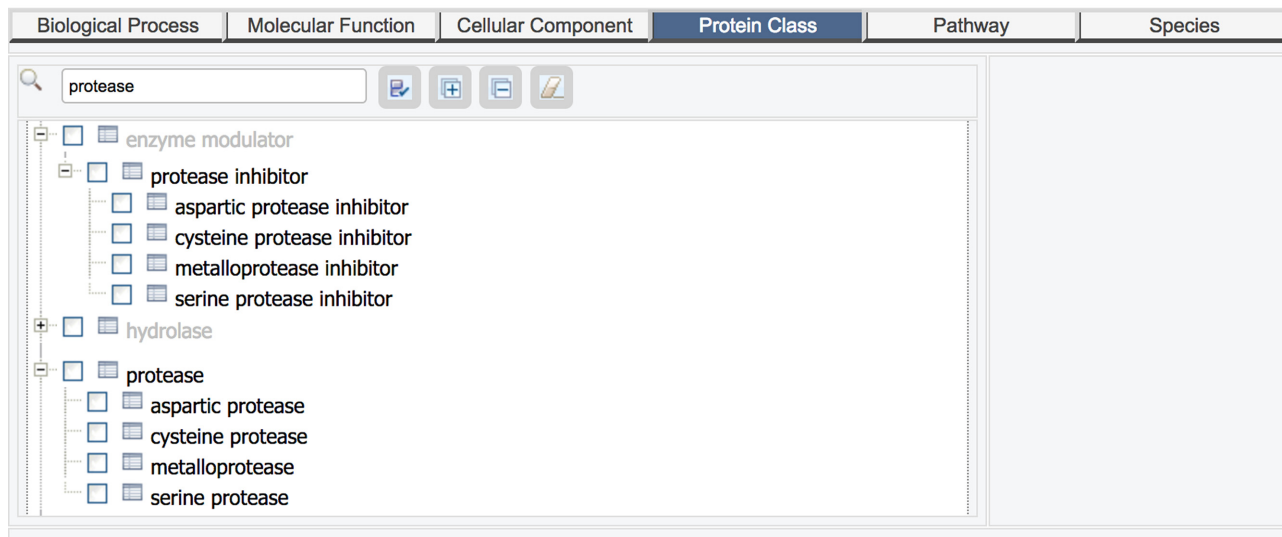 Biological Process Molecular Function Cellular Component Protein Class Pathway Species
protease
enzyme modulator
protease inhibitor
aspartic protease inhibitor
cysteine protease inhibitor
metalloprotease inhibitor
serine protease inhibitor
hydrolase
protease
aspartic protease
cysteine protease
metalloprotease
serine protease